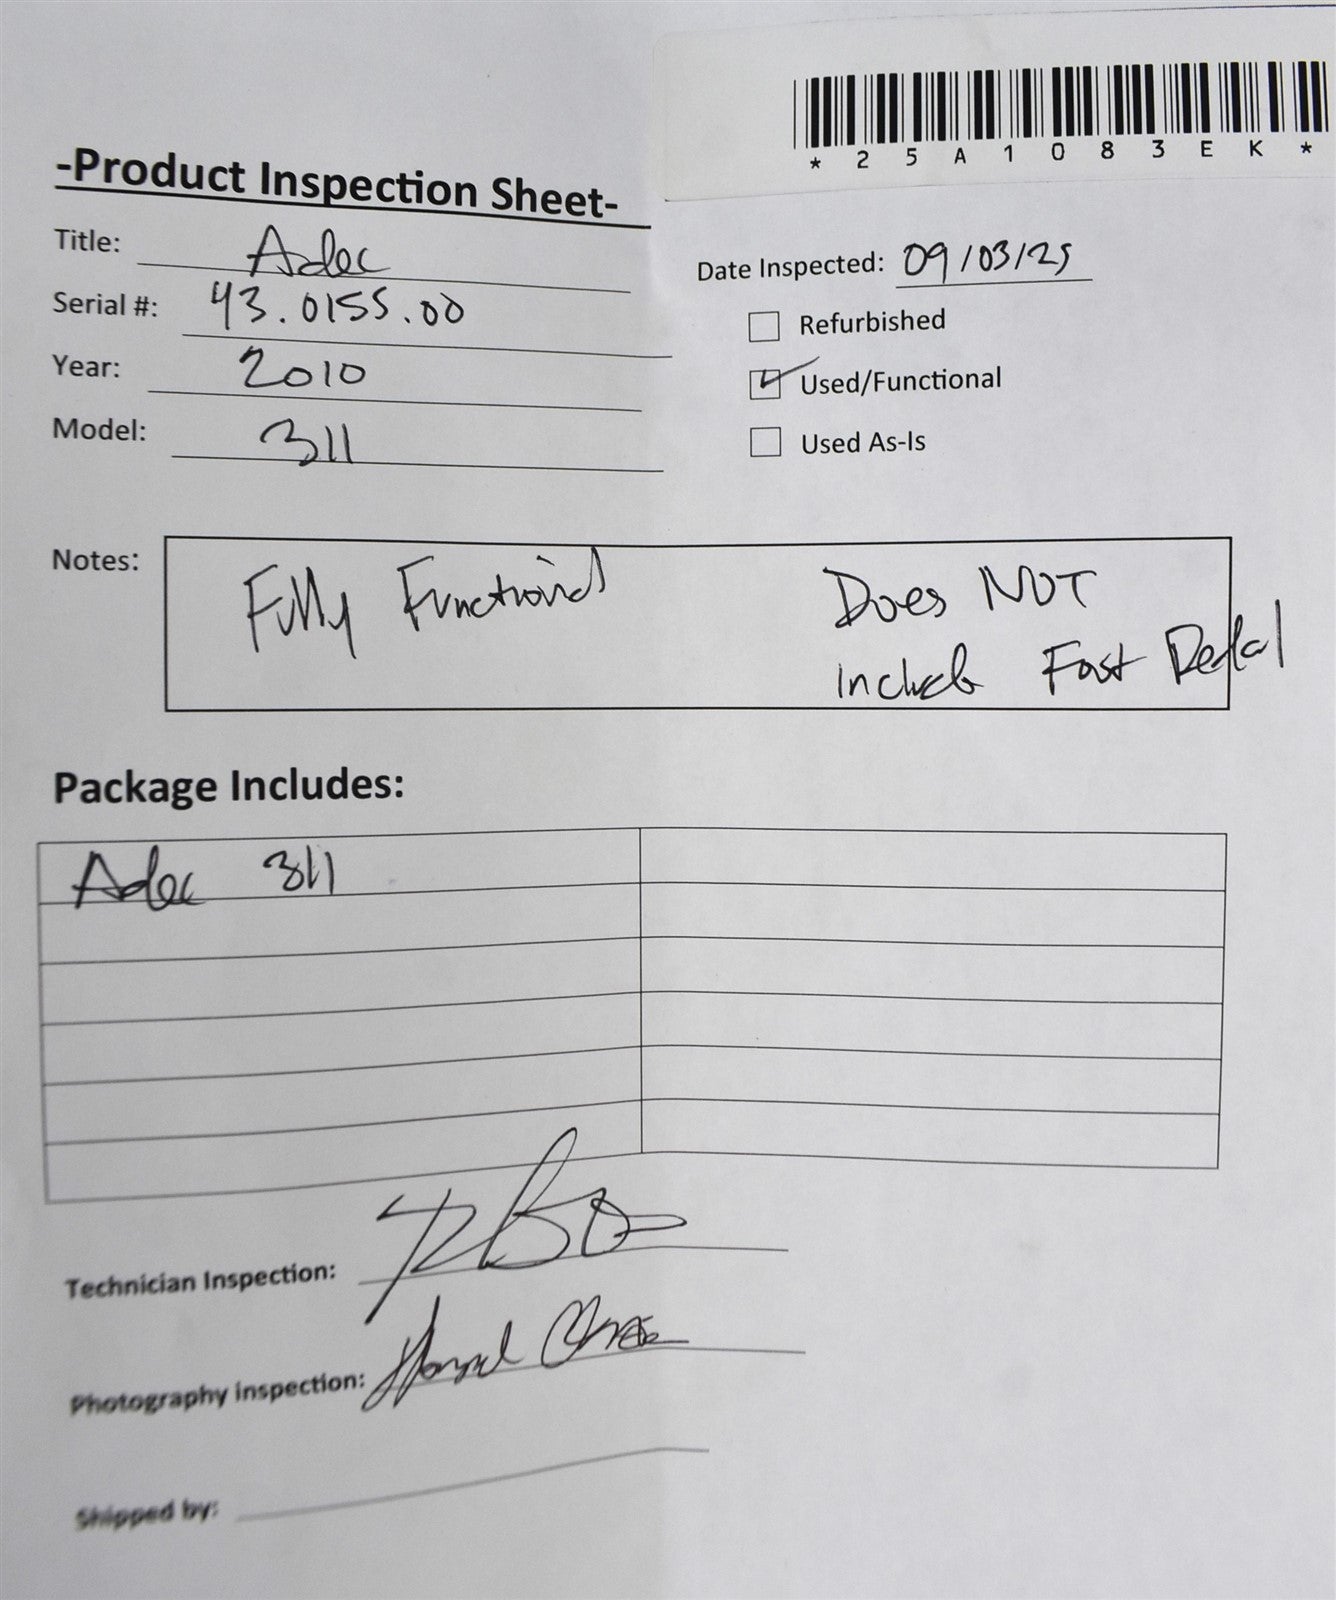 *25A1083EK*
-Product Inspection Sheet-
Title: Adec
Date Inspected: 09/03/25
Serial #: 43.0155.00
Refurbished
Year: 2010
Used/Functional
Model: 311
Used As-Is
Notes: Fully Functional
Does NOT
include Foot Pedal
Package Includes:
Adec 311
Technician Inspection:
Photography inspection:
Shipped by: